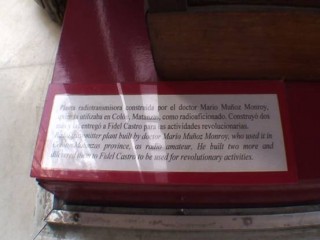 Planta radiotransmisora construida por el doctor Mario Muñoz Monroy,
quien la utilizaba en Colón, Matanzas, como radioaficionado. Construyó dos
más y las entregó a Fidel Castro para las actividades revolucionarias.
transmitter plant built by doctor Mario Muñoz Monroy, who used it in
Colón, Matanzas province, as radio amateur. He built two more and
delivered them to Fidel Castro to be used for revolutionary activities.